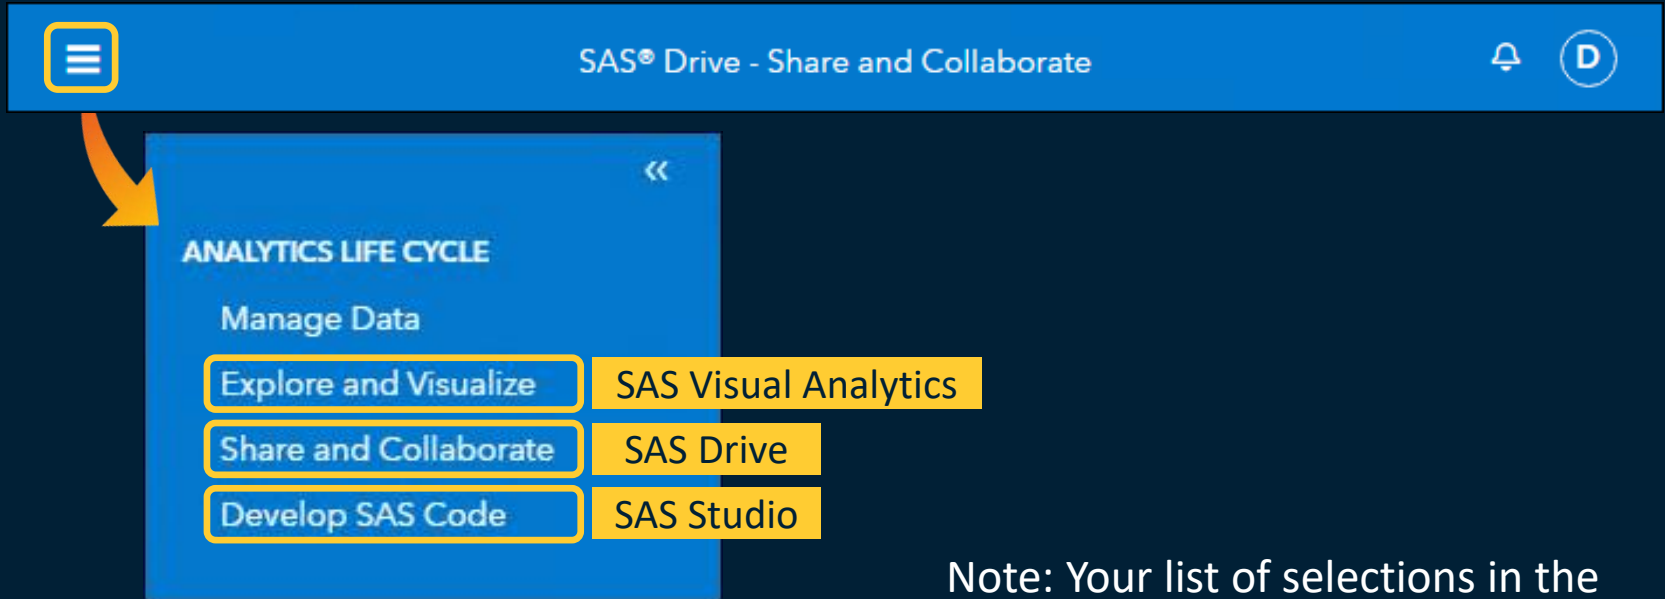 SAS® Drive - Share and Collaborate
D
«
ANALYTICS LIFE CYCLE
Manage Data
Explore and Visualize SAS Visual Analytics
Share and Collaborate SAS Drive
Develop SAS Code SAS Studio
Note: Your list of selections in the